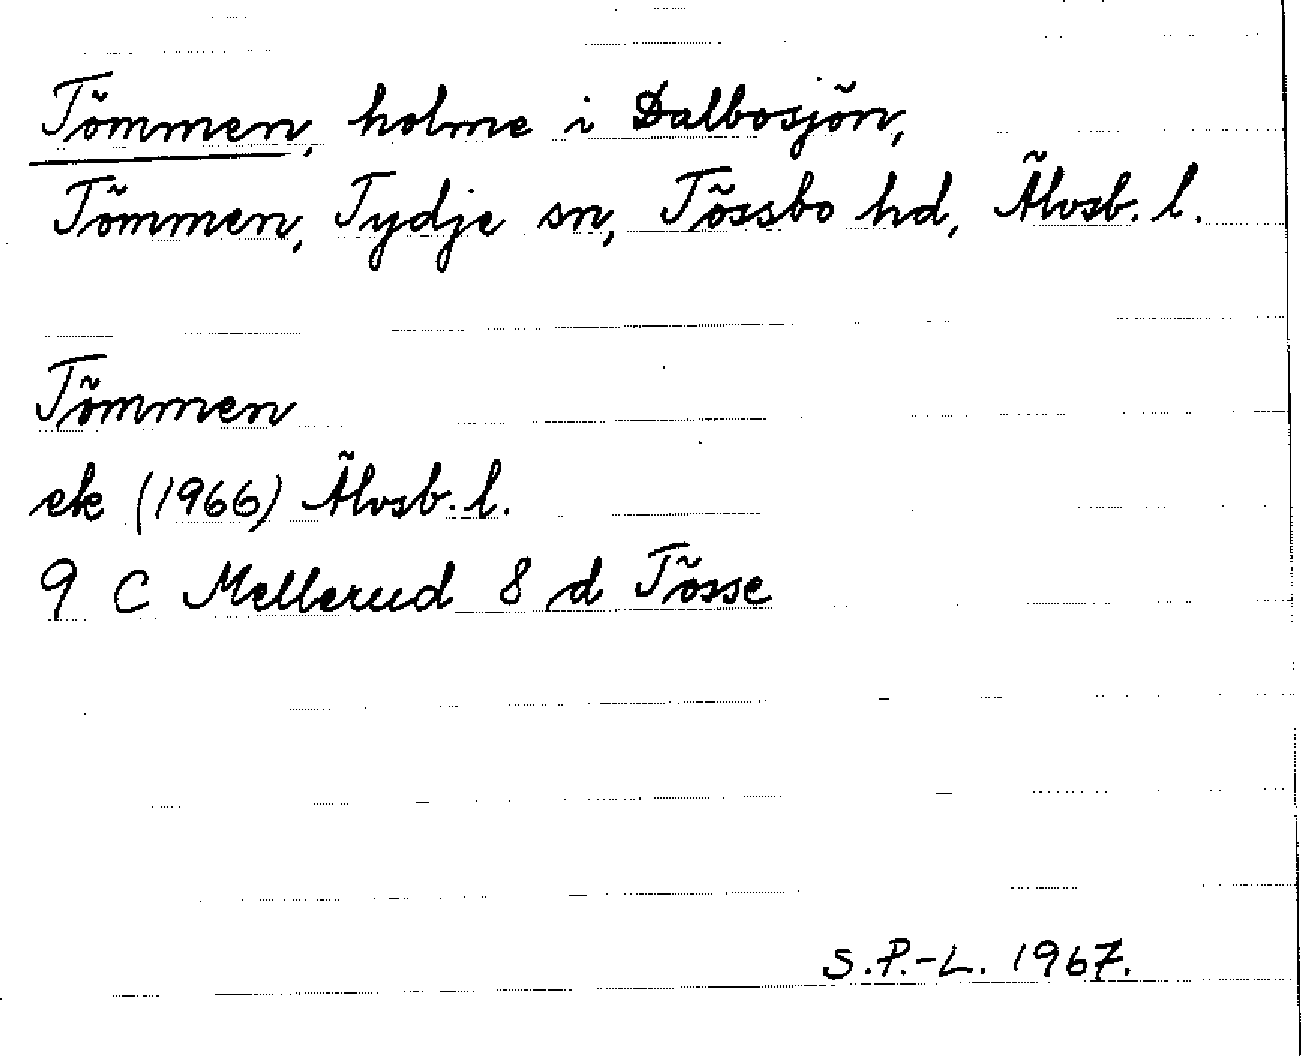 Tömmen, holme i Dalbosjön,
Tömmen, Tydje sn, Tössbo hd, Älvsb. l.
Tömmen
ek (1966) Älvsb. l.
9 C Mellerud 8 d Tösse
S.P.-L. 1967.